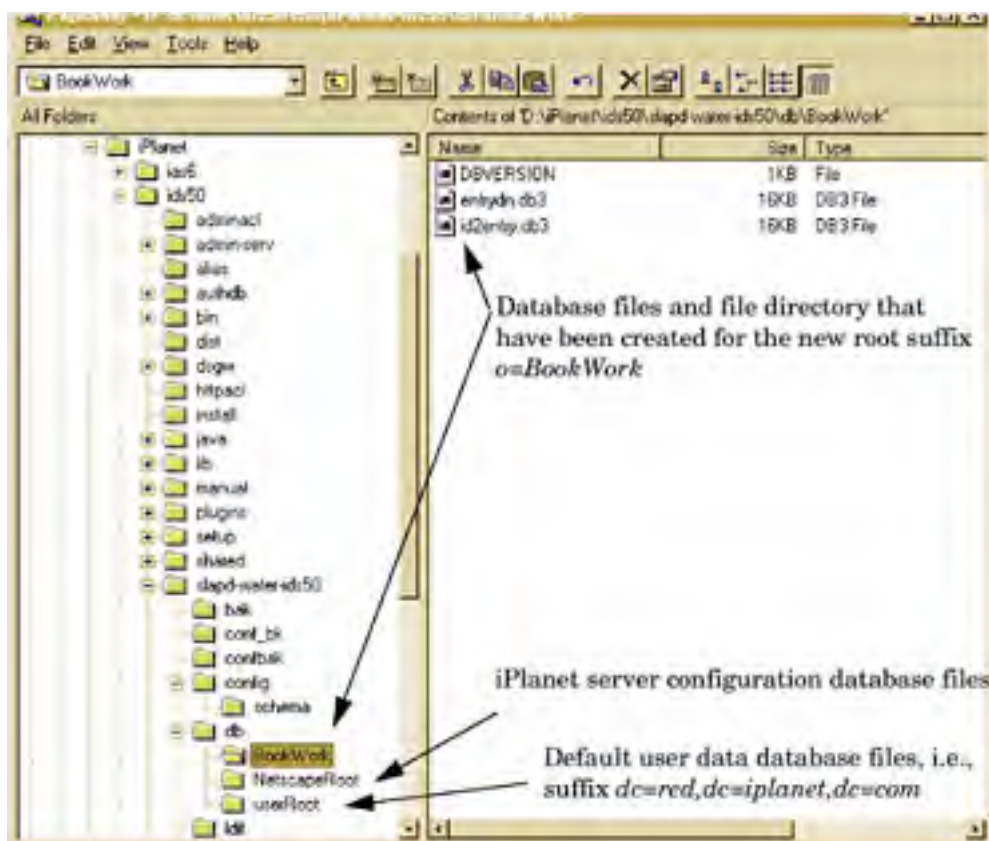 File Edit View Tools Help
BookWork
All Folders
Contents of 'D:\iPlanet\ids50\slapd-water-ids50\db\BookWork'
Name Size Type
DBVERSION 1KB File
entrydn.db3 16KB DB3 File
id2entry.db3 16KB DB3 File
iPlanet
ias6
ids50
adminacl
admin-serv
alias
authdb
bin
dist
dsgw
httpacl
install
java
lib
manual
plugins
setup
shared
slapd-water-ids50
bak
conf_bk
confbak
config
schema
db
BookWork
NetscapeRoot
userRoot
ldif
Database files and file directory that
have been created for the new root suffix
o=BookWork
iPlanet server configuration database files
Default user data database files, i.e.,
suffix dc=red,dc=iplanet,dc=com